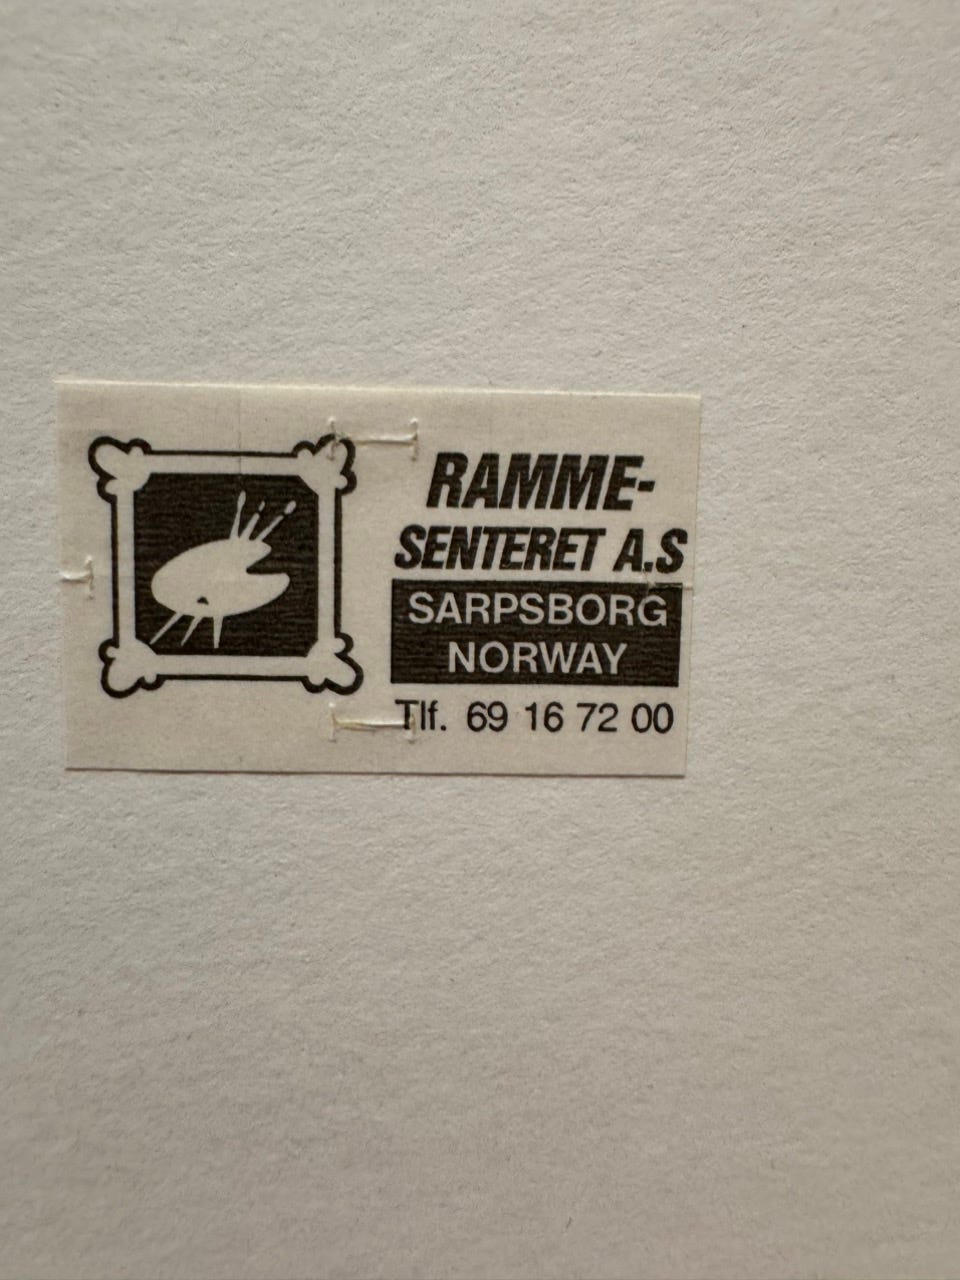 RAMME-
SENTERET A.S
SARPSBORG
NORWAY
Tlf. 69 16 72 00